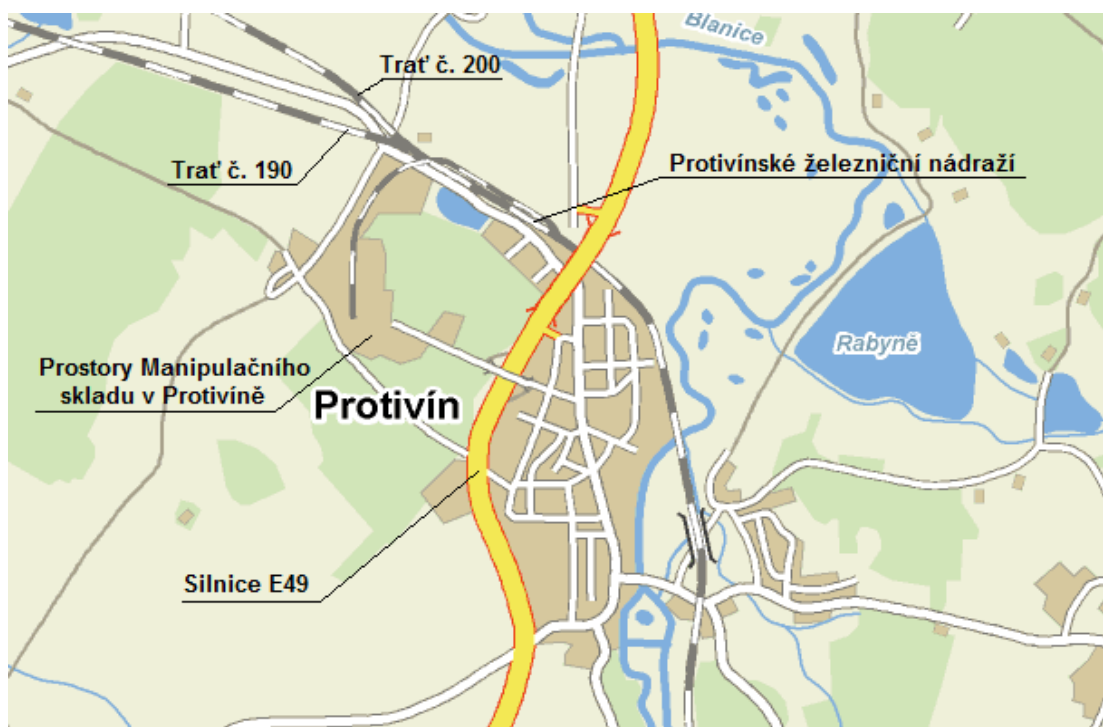 Blanice
Trať č. 200
Trať č. 190
Protivínské železniční nádraží
Rabyně
Prostory Manipulačního
skladu v Protivíně
Protivín
Silnice E49